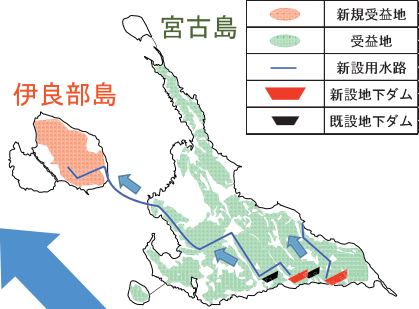 宮古島
伊良部島
新規受益地
受益地
新設用水路
新設地下ダム
既設地下ダム